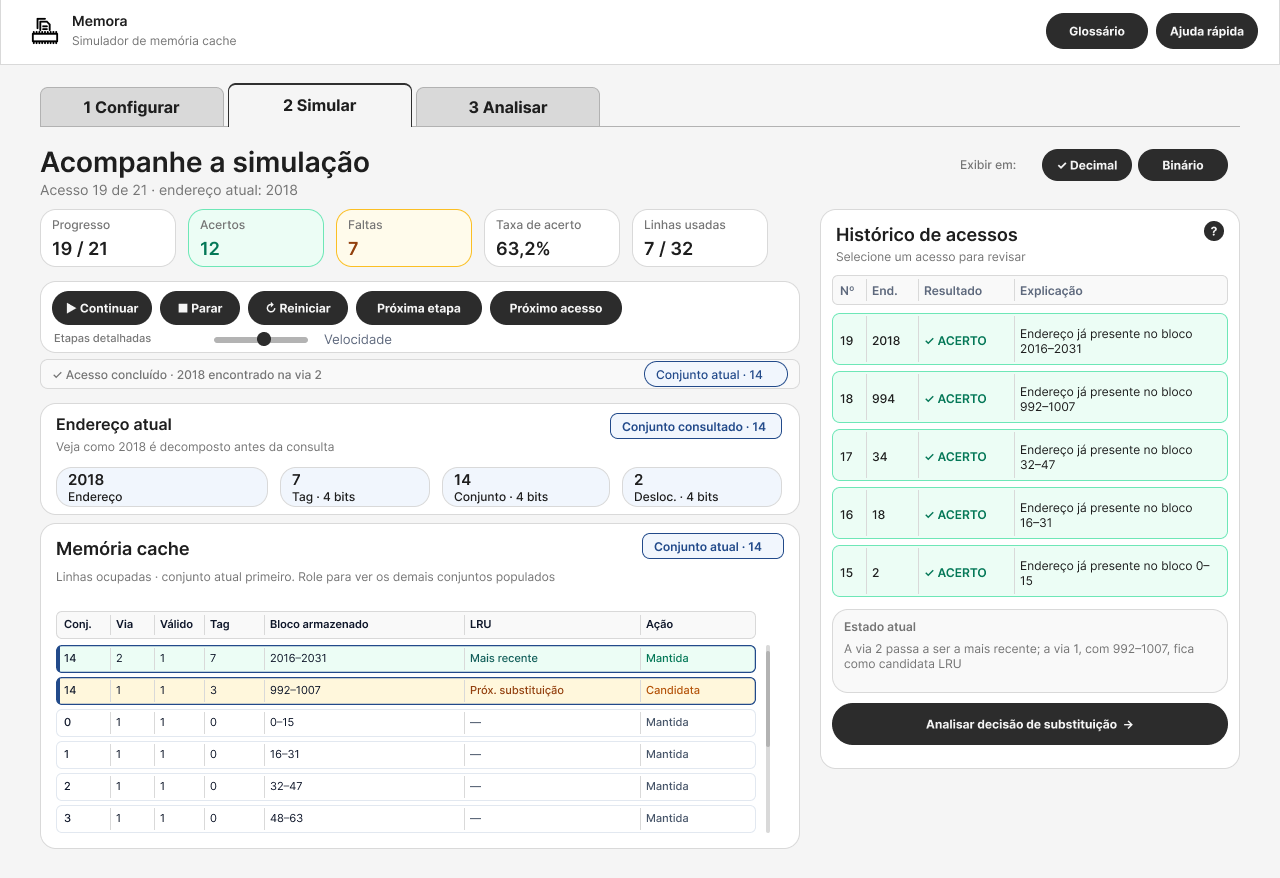 Memora
Simulador de memória cache
Glossário
Ajuda rápida
1 Configurar
2 Simular
3 Analisar
Acompanhe a simulação
Acesso 19 de 21 · endereço atual: 2018
Exibir em:
✓ Decimal
Binário
Progresso
19 / 21
Acertos
12
Faltas
7
Taxa de acerto
63,2%
Linhas usadas
7 / 32
▶ Continuar
■ Parar
↻ Reiniciar
Próxima etapa
Próximo acesso
Etapas detalhadas
Velocidade
✓ Acesso concluído · 2018 encontrado na via 2
Conjunto atual · 14
Endereço atual
Veja como 2018 é decomposto antes da consulta
Conjunto consultado · 14
2018
Endereço
7
Tag · 4 bits
14
Conjunto · 4 bits
2
Desloc. · 4 bits
Memória cache
Conjunto atual · 14
Linhas ocupadas · conjunto atual primeiro. Role para ver os demais conjuntos populados
Conj. Via Válido Tag Bloco armazenado LRU Ação
14 2 1 7 2016–2031 Mais recente Mantida
14 1 1 3 992–1007 Próx. substituição Candidata
0 1 1 0 0–15 — Mantida
1 1 1 0 16–31 — Mantida
2 1 1 0 32–47 — Mantida
3 1 1 0 48–63 — Mantida
Histórico de acessos
?
Selecione um acesso para revisar
Nº End. Resultado Explicação
19 2018 ✓ ACERTO Endereço já presente no bloco
2016–2031
18 994 ✓ ACERTO Endereço já presente no bloco
992–1007
17 34 ✓ ACERTO Endereço já presente no bloco
32–47
16 18 ✓ ACERTO Endereço já presente no bloco
16–31
15 2 ✓ ACERTO Endereço já presente no bloco 0–
15
Estado atual
A via 2 passa a ser a mais recente; a via 1, com 992–1007, fica
como candidata LRU
Analisar decisão de substituição →